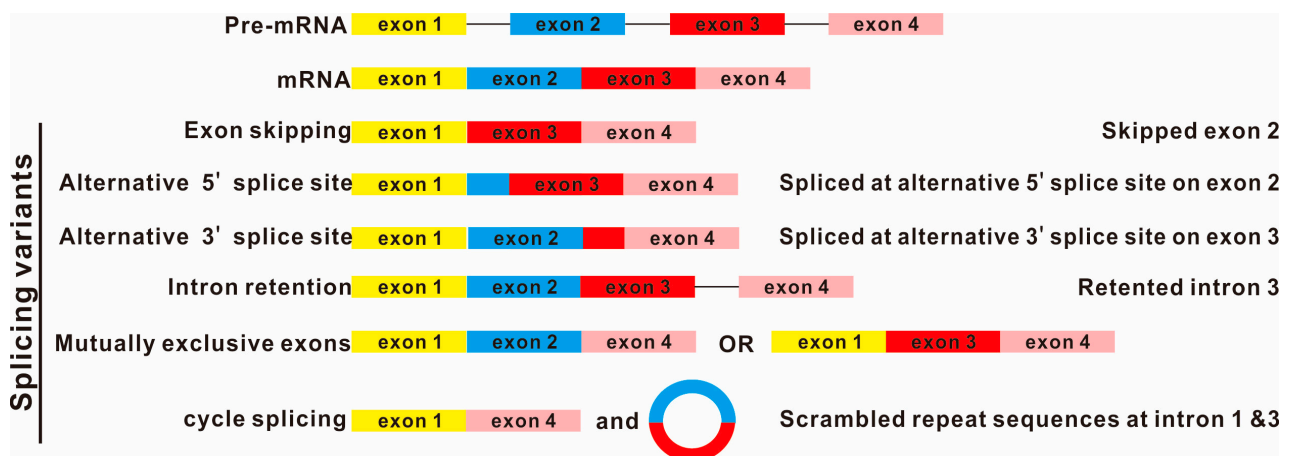 Pre-mRNA exon 1 exon 2 exon 3 exon 4
mRNA exon 1 exon 2 exon 3 exon 4
Splicing variants
Exon skipping exon 1 exon 3 exon 4 Skipped exon 2
Alternative 5' splice site exon 1 exon 3 exon 4 Spliced at alternative 5' splice site on exon 2
Alternative 3' splice site exon 1 exon 2 exon 4 Spliced at alternative 3' splice site on exon 3
Intron retention exon 1 exon 2 exon 3 exon 4 Retented intron 3
Mutually exclusive exons exon 1 exon 2 exon 4 OR exon 1 exon 3 exon 4
cycle splicing exon 1 exon 4 and Scrambled repeat sequences at intron 1 &3